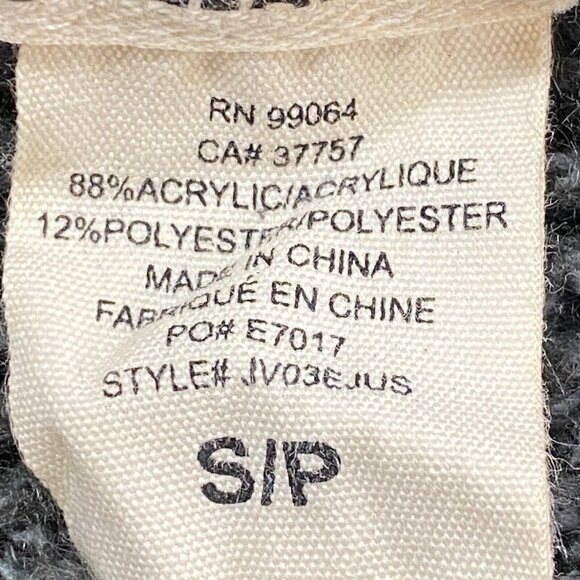 RN 99064
CA# 37757
88%ACRYLIC/ACRYLIQUE
12%POLYESTER/POLYESTER
MADE IN CHINA
FABRIQUÉ EN CHINE
PO# E7017
STYLE# JV03EJUS
S/P